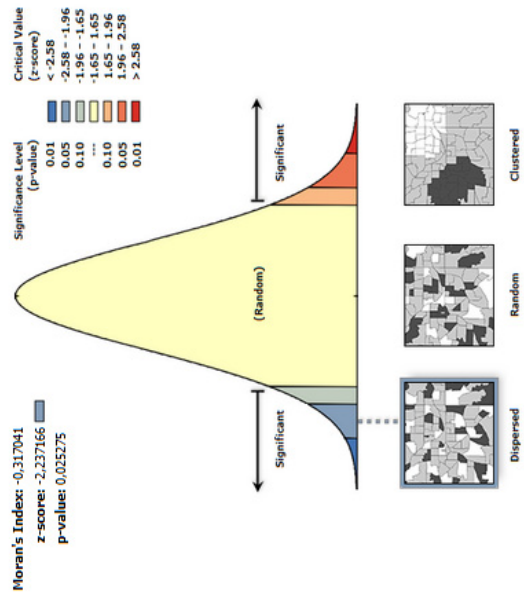 Moran's Index: -0,317041
z-score: -2,237166
p-value: 0,025275
Significance Level
(p-value)
Critical Value
(z-score)
0.01 < -2.58
0.05 -2.58 – -1.96
0.10 -1.96 – -1.65
--- -1.65 – 1.65
0.10 1.65 – 1.96
0.05 1.96 – 2.58
0.01 > 2.58
Significant
(Random)
Significant
Dispersed
Random
Clustered